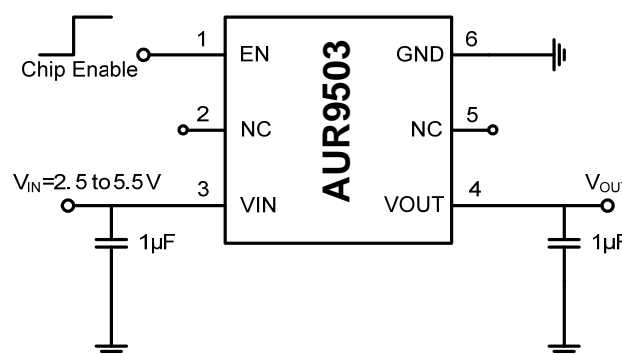 1
EN
Chip Enable
2
NC
VIN=2.5 to 5.5V
3
VIN
1μF
AUR9503
GND
6
NC
5
VOUT
4
VOUT
1μF